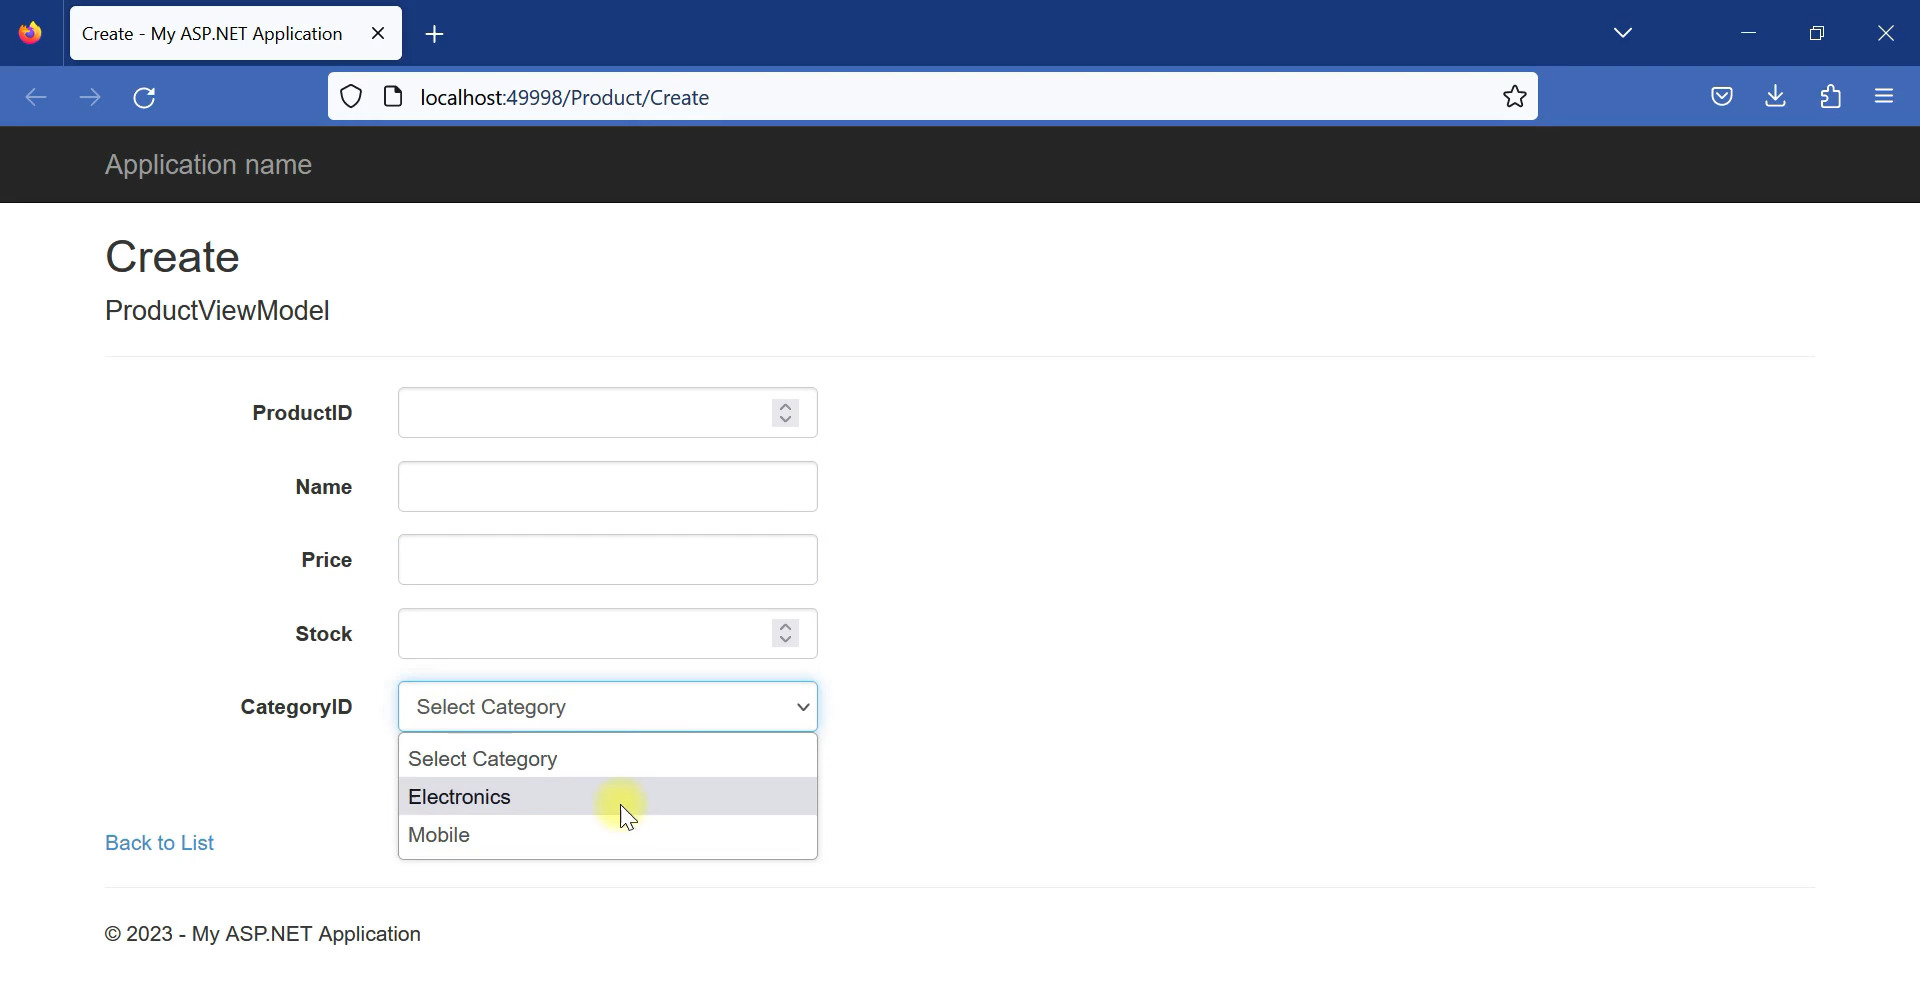 Create - My ASP.NET Application
localhost:49998/Product/Create
Application name
Create
ProductViewModel
ProductID
Name
Price
Stock
CategoryID
Select Category
Select Category
Electronics
Mobile
Back to List
© 2023 - My ASP.NET Application